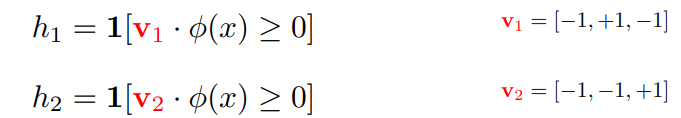 h₁ = 𝟏[𝐯₁ · ϕ(x) ≥ 0] 𝐯₁ = [−1, +1, −1]
h₂ = 𝟏[𝐯₂ · ϕ(x) ≥ 0] 𝐯₂ = [−1, −1, +1]